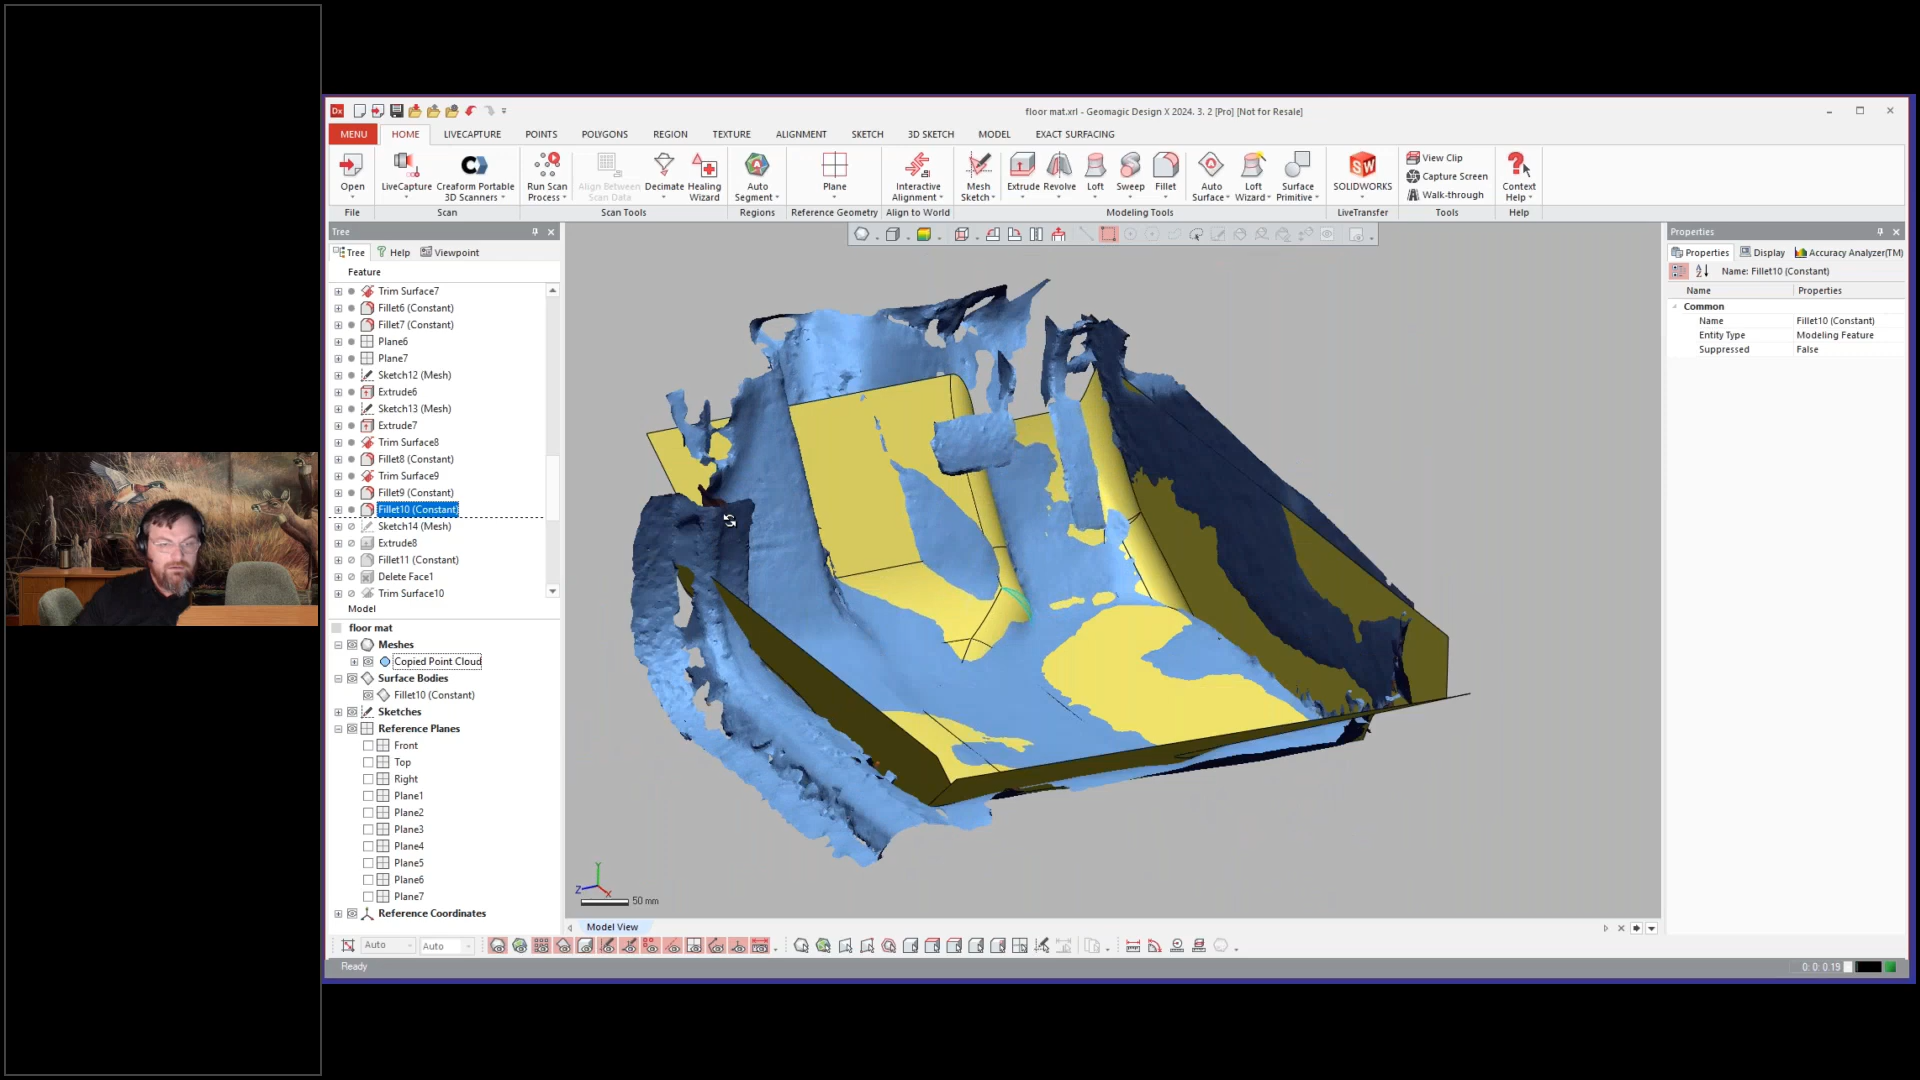 Dx
floor mat.xrl - Geomagic Design X 2024. 3. 2 [Pro] [Not for Resale]
MENU HOME LIVECAPTURE POINTS POLYGONS REGION TEXTURE ALIGNMENT SKETCH 3D SKETCH MODEL EXACT SURFACING
Open LiveCapture Creaform Portable 3D Scanners Run Scan Process Align Between Scan Data Decimate Healing Wizard Auto Segment Plane Interactive Alignment Mesh Sketch Extrude Revolve Loft Sweep Fillet Auto Surface Loft Wizard Surface Primitive SOLIDWORKS View Clip Capture Screen Walk-through Context Help
File Scan Scan Tools Regions Reference Geometry Align to World Modeling Tools LiveTransfer Tools Help
Tree
Tree Help Viewpoint
Feature
Trim Surface7
Fillet6 (Constant)
Fillet7 (Constant)
Plane6
Plane7
Sketch12 (Mesh)
Extrude6
Sketch13 (Mesh)
Extrude7
Trim Surface8
Fillet8 (Constant)
Trim Surface9
Fillet9 (Constant)
Fillet10 (Constant)
Sketch14 (Mesh)
Extrude8
Fillet11 (Constant)
Delete Face1
Trim Surface10
Model
floor mat
Meshes
Copied Point Cloud
Surface Bodies
Fillet10 (Constant)
Sketches
Reference Planes
Front
Top
Right
Plane1
Plane2
Plane3
Plane4
Plane5
Plane6
Plane7
Reference Coordinates
Y
Z
X
50 mm
Model View
Auto Auto
Ready
0: 0: 0.19
Properties
Properties Display Accuracy Analyzer(TM)
Name: Fillet10 (Constant)
Name Properties
Common
Name Fillet10 (Constant)
Entity Type Modeling Feature
Suppressed False